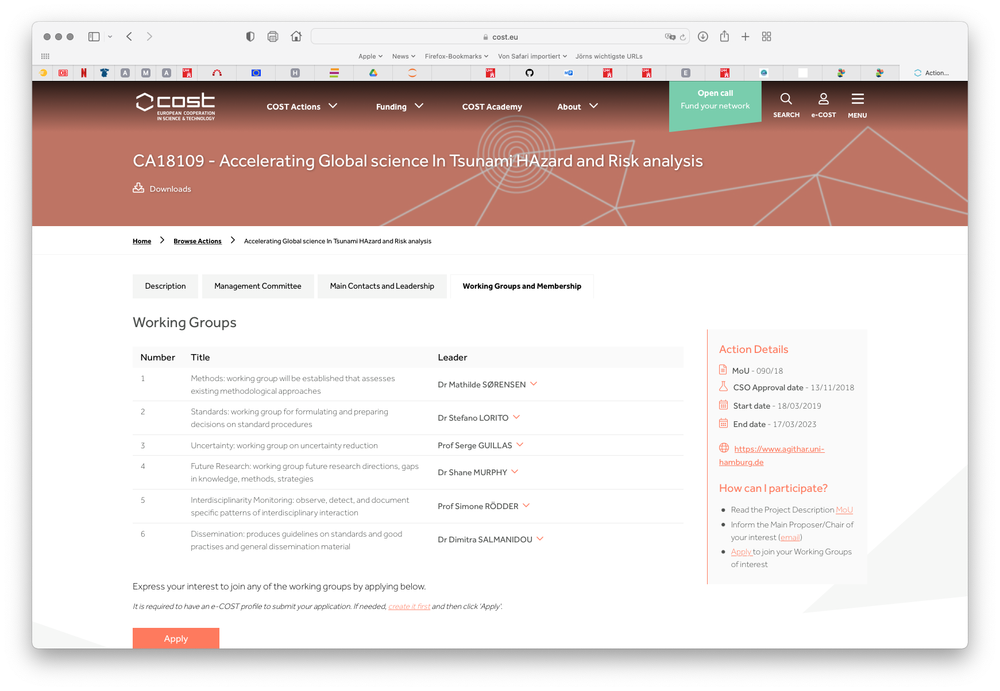 cost.eu
Apple News Firefox-Bookmarks Von Safari importiert Jörns wichtigste URLs
DB N A M A UHH H UHH MP UHH UHH E UHH Action...
cost
EUROPEAN COOPERATION
IN SCIENCE & TECHNOLOGY
COST Actions Funding COST Academy About
Open call
Fund your network
SEARCH e-COST MENU
CA18109 - Accelerating Global science In Tsunami HAzard and Risk analysis
Downloads
Home Browse Actions Accelerating Global science In Tsunami HAzard and Risk analysis
Description Management Committee Main Contacts and Leadership Working Groups and Membership
Working Groups
Number Title Leader
1 Methods: working group will be established that assesses
existing methodological approaches
Dr Mathilde SØRENSEN
2 Standards: working group for formulating and preparing
decisions on standard procedures
Dr Stefano LORITO
3 Uncertainty: working group on uncertainty reduction Prof Serge GUILLAS
4 Future Research: working group future research directions, gaps
in knowledge, methods, strategies
Dr Shane MURPHY
5 Interdisciplinarity Monitoring: observe, detect, and document
specific patterns of interdisciplinary interaction
Prof Simone RÖDDER
6 Dissemination: produces guidelines on standards and good
practises and general dissemination material
Dr Dimitra SALMANIDOU
Express your interest to join any of the working groups by applying below.
It is required to have an e-COST profile to submit your application. If needed, create it first and then click 'Apply'.
Apply
Action Details
MoU - 090/18
CSO Approval date - 13/11/2018
Start date - 18/03/2019
End date - 17/03/2023
https://www.agithar.uni-
hamburg.de
How can I participate?
Read the Project Description MoU
Inform the Main Proposer/Chair of
your interest (email)
Apply to join your Working Groups
of interest